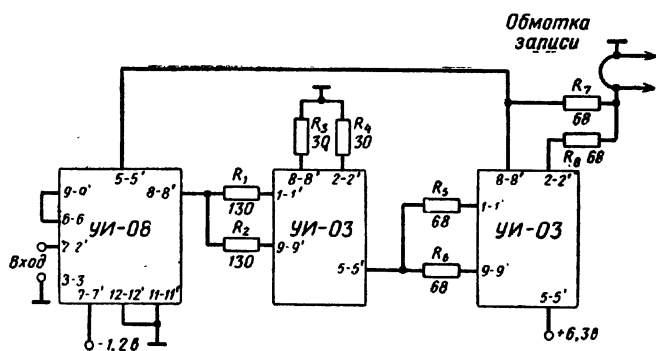 Обмотка
записи
R7
68
R8 68
R3
30
R4
30
5-5'
8-8'
R1
130
R2
130
8-8'
2-2'
1-1'
9-9'
5-5'
УИ-03
R5
68
R6
68
8-8'
2-2'
1-1'
9-9'
5-5'
УИ-03
+6,3в
9-9'
6-6
УИ-08
Вход
7-7'
12-12'
11-11'
3-3
-1,2в